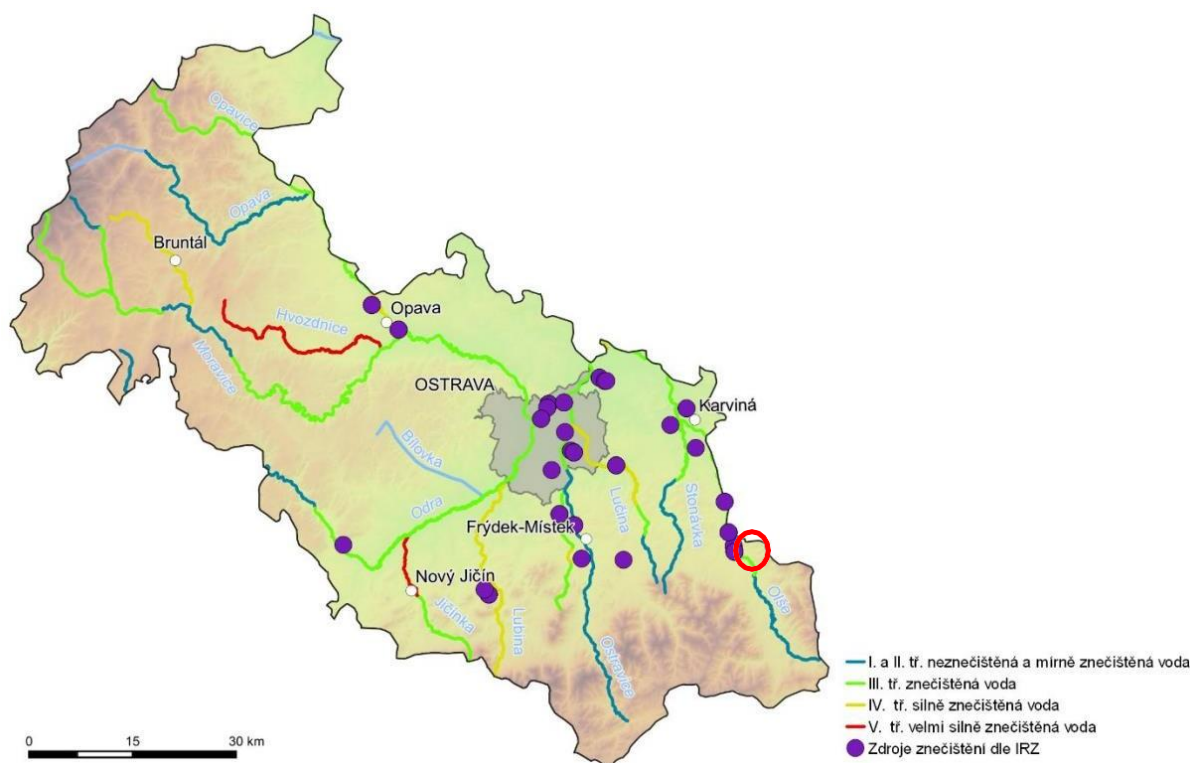 Opavice
Opava
Bruntál
Opava
Hvozdnice
Moravice
OSTRAVA
Karviná
Bílovka
Odra
Lučina
Stonávka
Frýdek-Místek
Nový Jičín
Jičínka
Lubina
Ostravice
Olše
I. a II. tř. neznečištěná a mírně znečištěná voda
III. tř. znečištěná voda
IV. tř. silně znečištěná voda
V. tř. velmi silně znečištěná voda
Zdroje znečištění dle IRZ
0 15 30 km